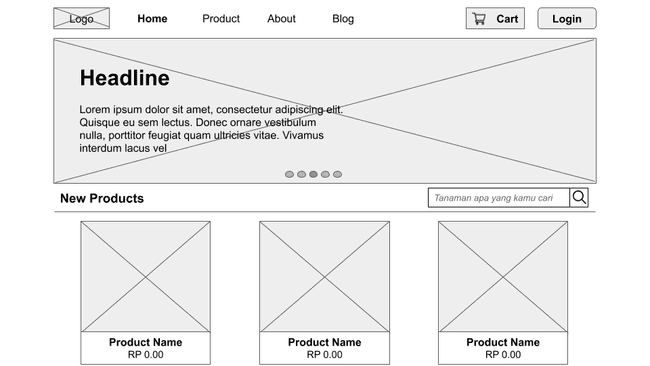 Logo
Home
Product
About
Blog
Cart
Login
Headline
Lorem ipsum dolor sit amet, consectetur adipiscing elit.
Quisque eu sem lectus. Donec ornare vestibulum
nulla, porttitor feugiat quam ultricies vitae. Vivamus
interdum lacus vel
New Products
Tanaman apa yang kamu cari
Product Name
RP 0.00
Product Name
RP 0.00
Product Name
RP 0.00